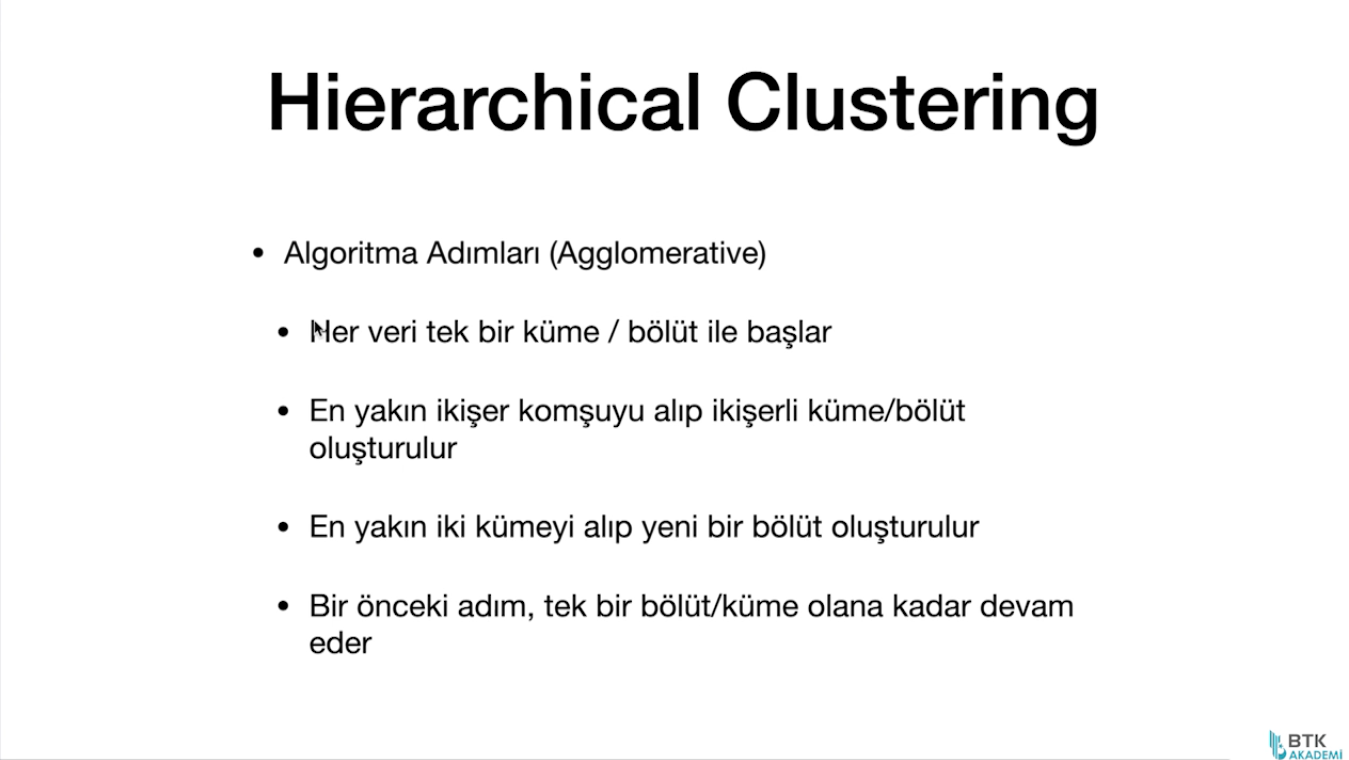 Hierarchical Clustering
• Algoritma Adımları (Agglomerative)
• Her veri tek bir küme / bölüt ile başlar
• En yakın ikişer komşuyu alıp ikişerli küme/bölüt
oluşturulur
• En yakın iki kümeyi alıp yeni bir bölüt oluşturulur
• Bir önceki adım, tek bir bölüt/küme olana kadar devam
eder
BTK
AKADEMİ